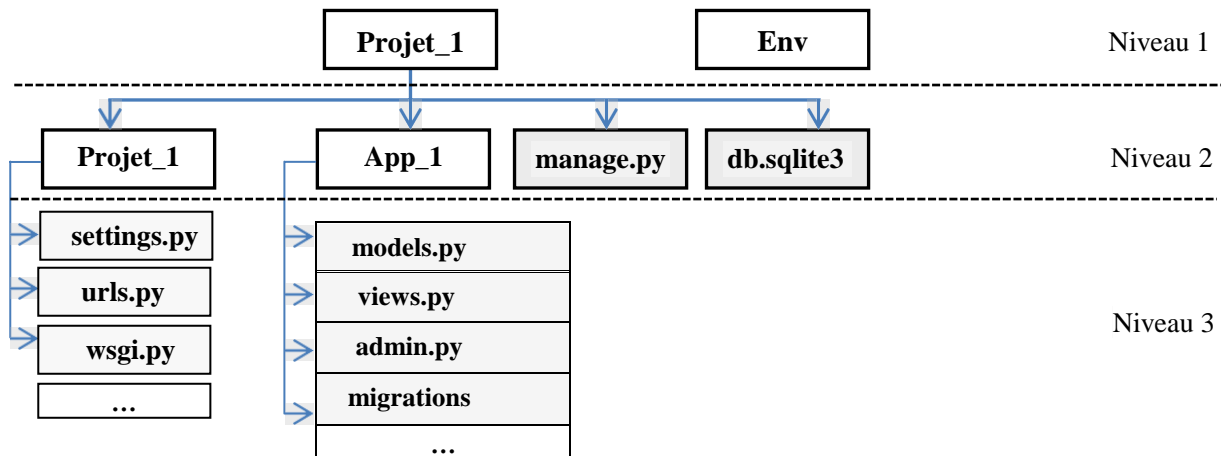 Projet_1
Env
Niveau 1
Projet_1
App_1
manage.py
db.sqlite3
Niveau 2
settings.py
urls.py
wsgi.py
...
models.py
views.py
admin.py
migrations
...
Niveau 3